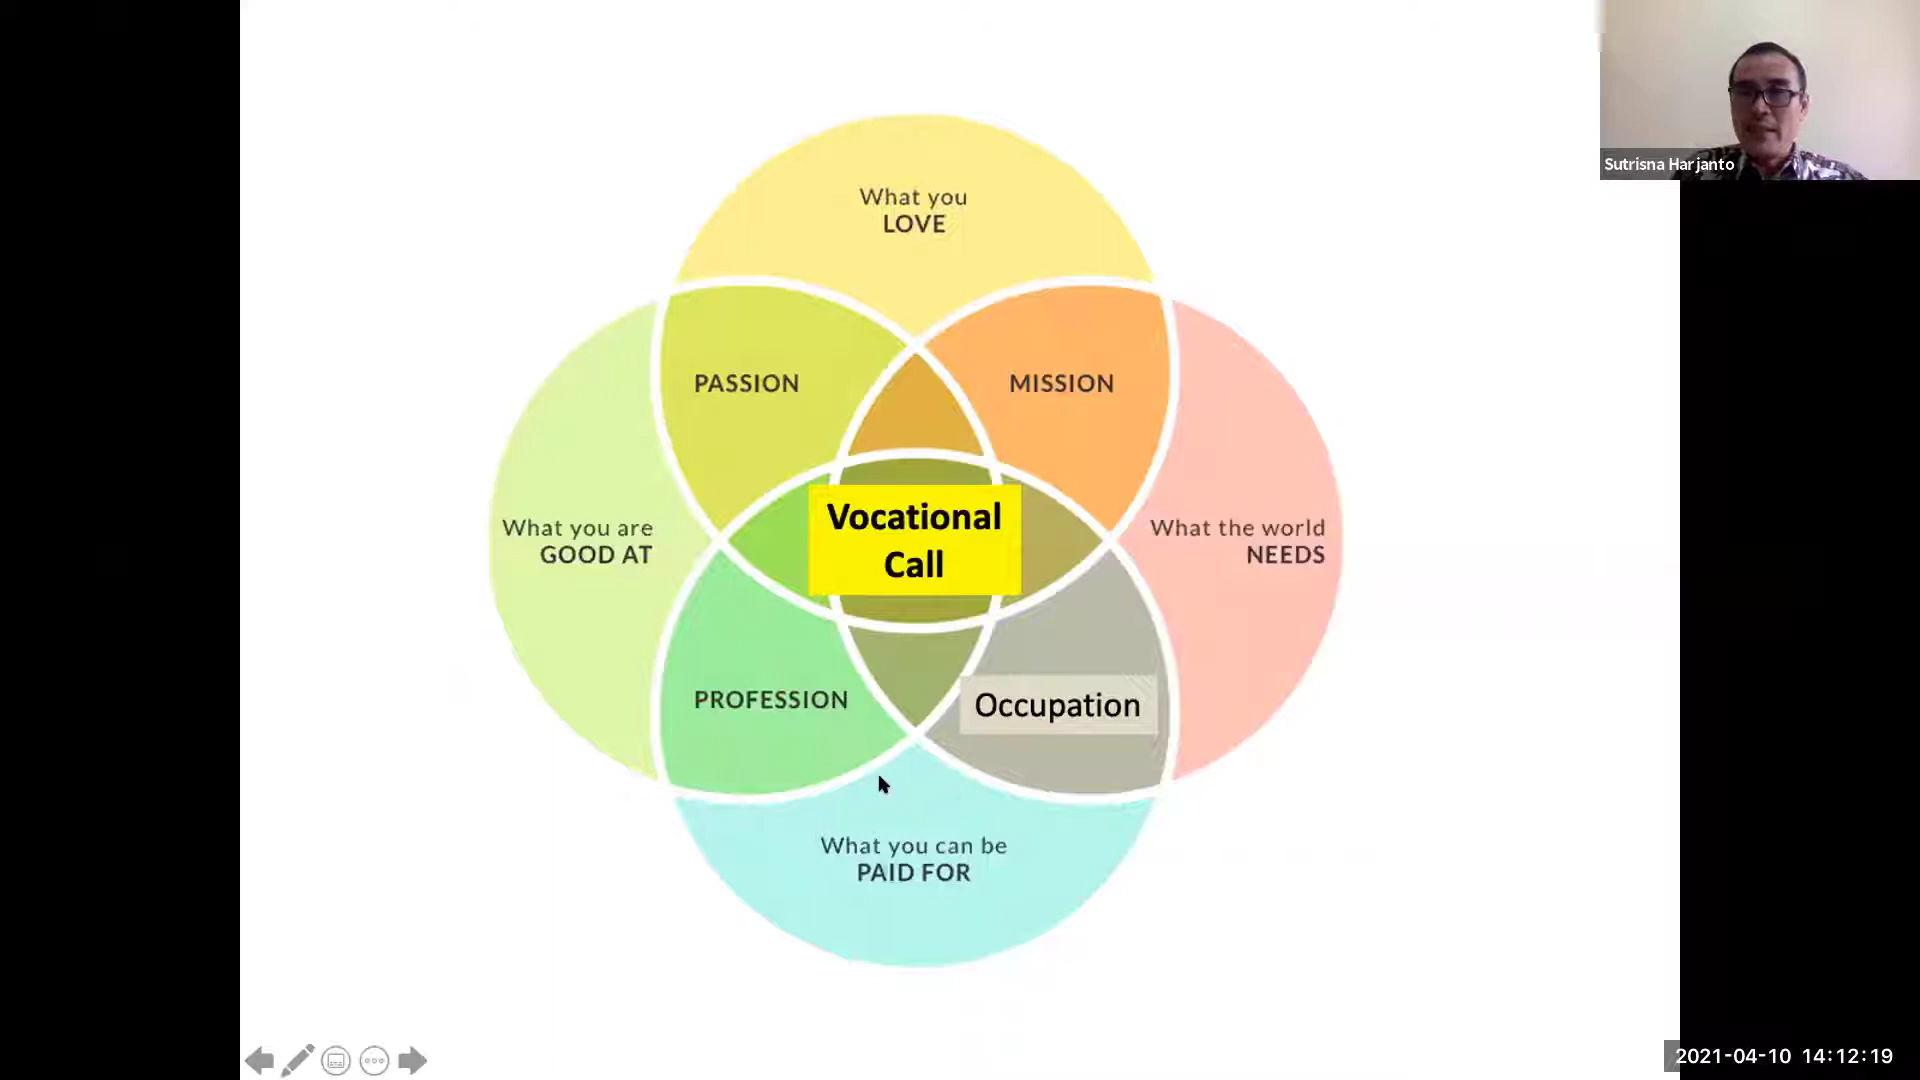 What you
LOVE
Sutrisna Harjanto
PASSION
MISSION
What you are
GOOD AT
Vocational
Call
What the world
NEEDS
PROFESSION
Occupation
What you can be
PAID FOR
2021-04-10 14:12:19